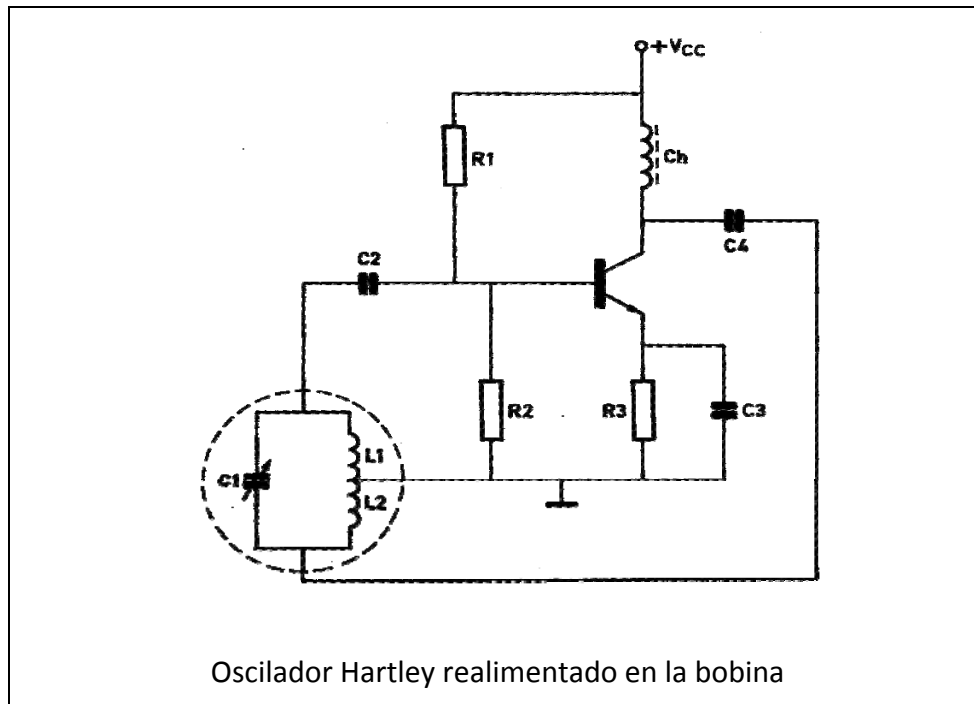 +VCC
R1
Ch
C4
C2
R2
R3
C3
C1
L1
L2
Oscilador Hartley realimentado en la bobina